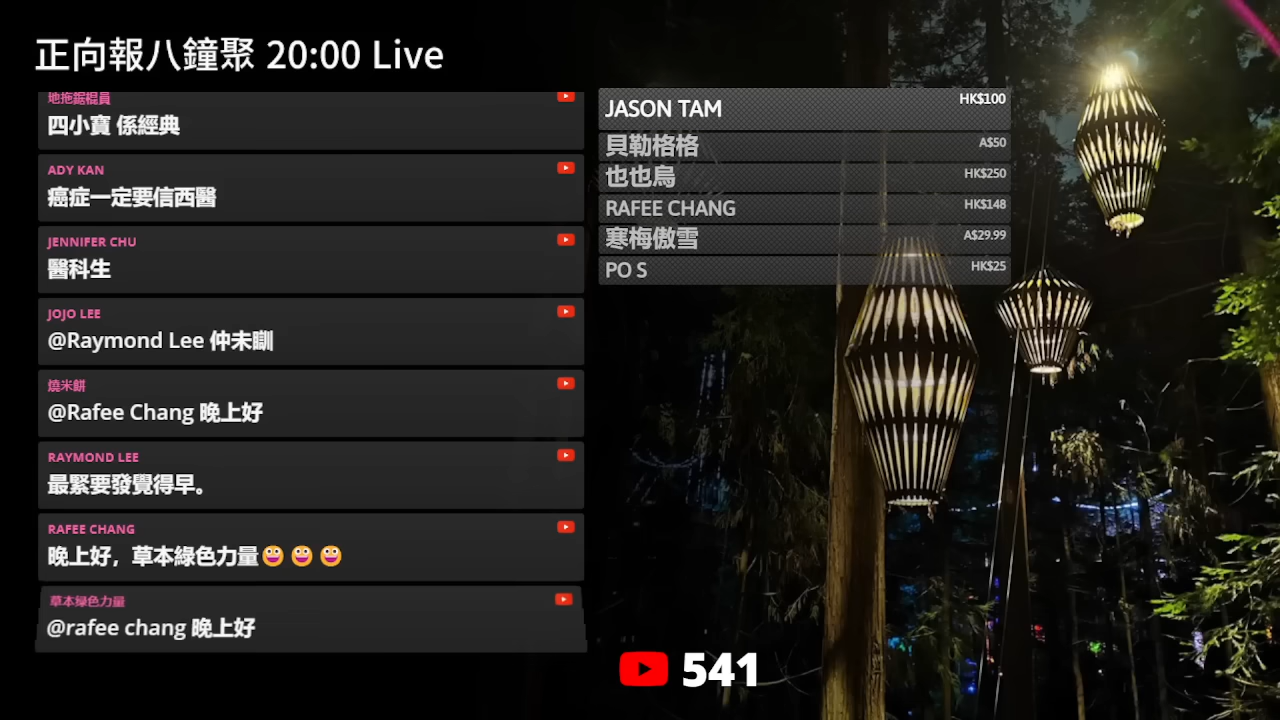 正向報八鐘聚 20:00 Live
地拖鋸棍員
四小寶 係經典
ADY KAN
癌症一定要信西醫
JENNIFER CHU
醫科生
JOJO LEE
@Raymond Lee 仲未瞓
燒米餅
@Rafee Chang 晚上好
RAYMOND LEE
最緊要發覺得早。
RAFEE CHANG
晚上好，草本綠色力量
草本綠色力量
@rafee chang 晚上好
JASON TAM HK$100
貝勒格格 A$50
也也烏 HK$250
RAFEE CHANG HK$148
寒梅傲雪 A$29.99
PO S HK$25
541